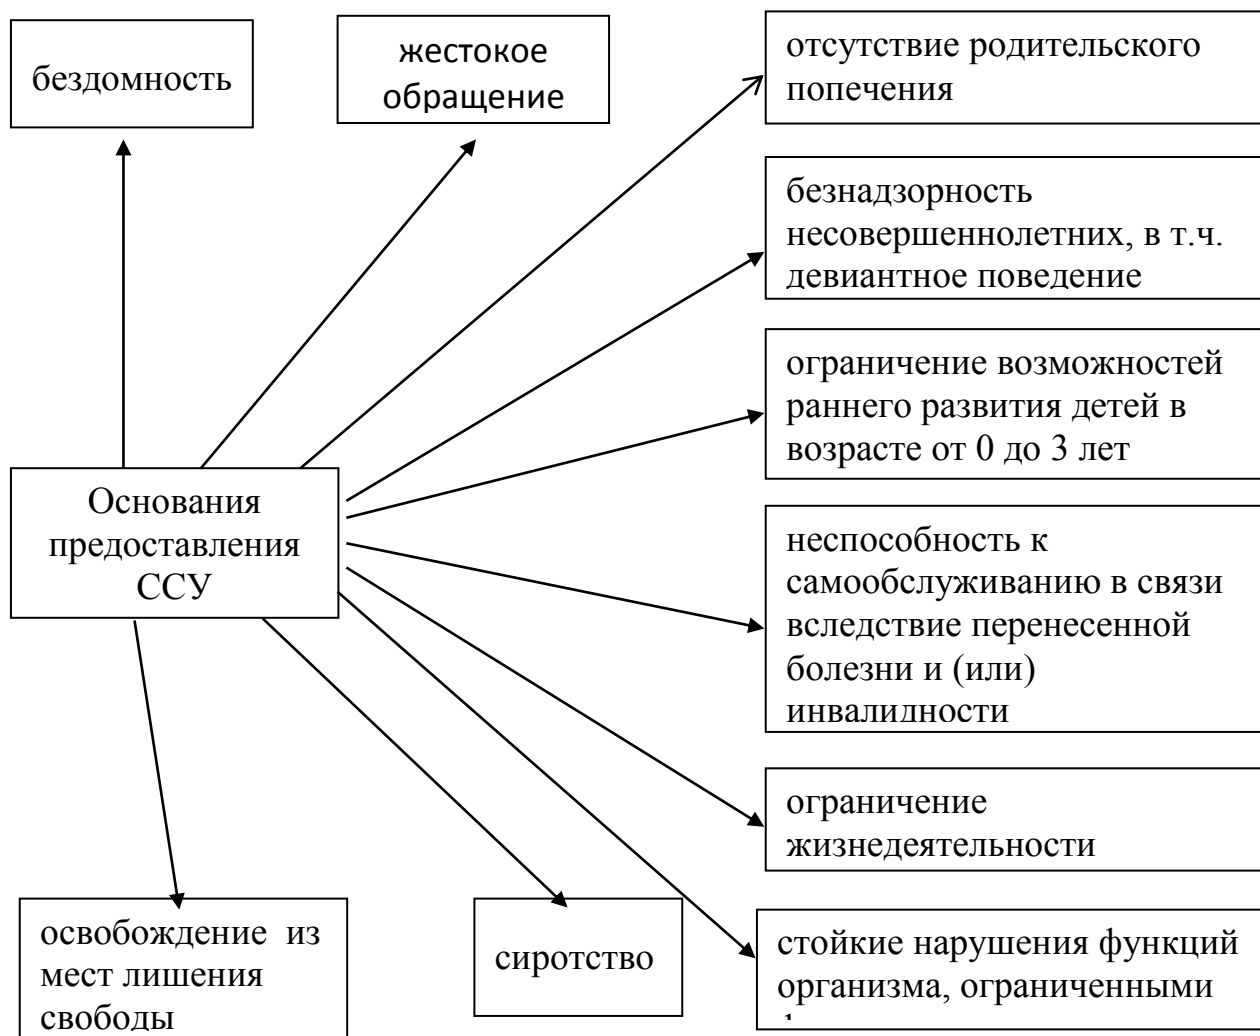 бездомность
жестокое
обращение
отсутствие родительского
попечения
безнадзорность
несовершеннолетних, в т.ч.
девиантное поведение
ограничение возможностей
раннего развития детей в
возрасте от 0 до 3 лет
Основания
предоставления
ССУ
неспособность к
самообслуживанию в связи
вследствие перенесенной
болезни и (или)
инвалидности
ограничение
жизнедеятельности
освобождение из
мест лишения
свободы
сиротство
стойкие нарушения функций
организма, ограниченными